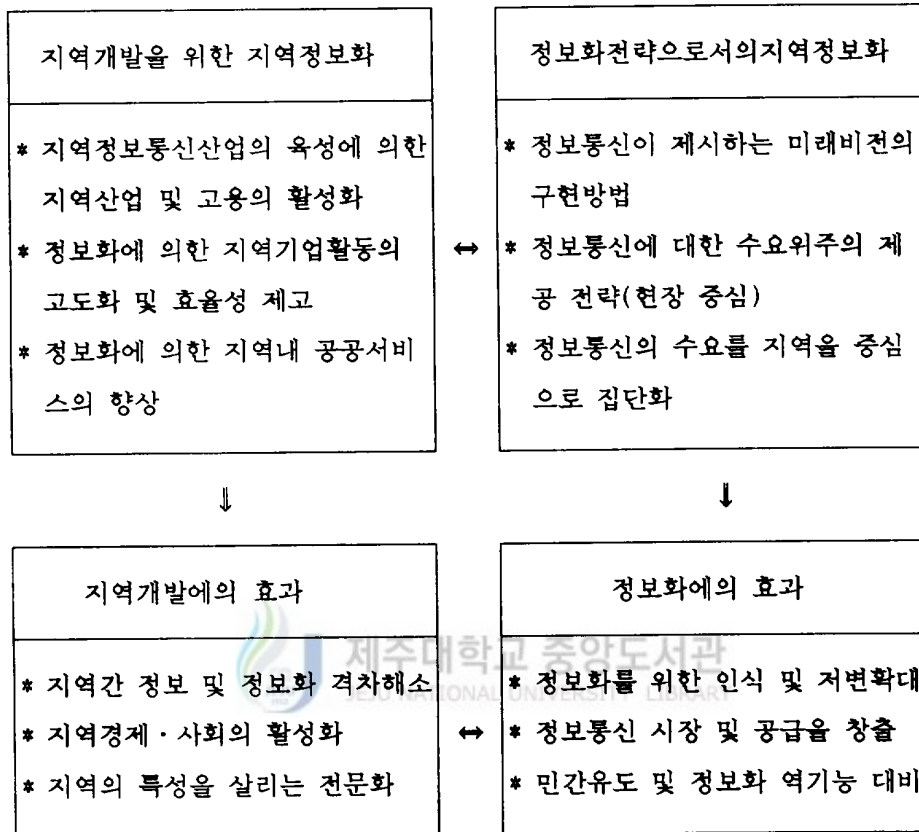 지역개발을 위한 지역정보화
* 지역정보통신산업의 육성에 의한
지역산업 및 고용의 활성화
* 정보화에 의한 지역기업활동의
고도화 및 효율성 제고
* 정보화에 의한 지역내 공공서비
스의 향상
↔
정보화전략으로서의지역정보화
* 정보통신이 제시하는 미래비전의
구현방법
* 정보통신에 대한 수요위주의 제
공 전략(현장 중심)
* 정보통신의 수요를 지역을 중심
으로 집단화
⇓
⬇
지역개발에의 효과
* 지역간 정보 및 정보화 격차해소
* 지역경제·사회의 활성화
* 지역의 특성을 살리는 전문화
↔
정보화에의 효과
* 정보화를 위한 인식 및 저변확대
* 정보통신 시장 및 공급을 창출
* 민간유도 및 정보화 역기능 대비
제주대학교 중앙도서관
JEJU NATIONAL UNIVERSITY LIBRARY